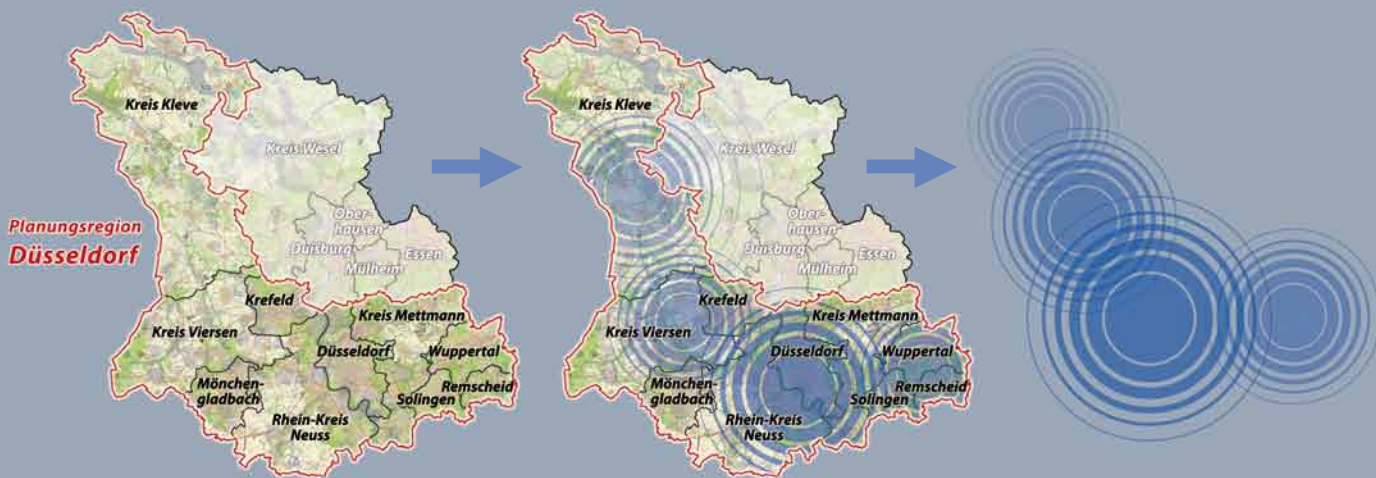 Kreis Kleve
Kreis Wesel
Planungsregion
Düsseldorf
Ober-
hausen
Duisburg
Essen
Mülheim
Krefeld
Kreis Viersen
Kreis Mettmann
Düsseldorf
Wuppertal
Mönchen-
gladbach
Remscheid
Solingen
Rhein-Kreis
Neuss
Kreis Kleve
Kreis Wesel
Ober-
hausen
Duisburg
Essen
Mülheim
Krefeld
Kreis Viersen
Kreis Mettmann
Düsseldorf
Wuppertal
Mönchen-
gladbach
Remscheid
Solingen
Rhein-Kreis
Neuss